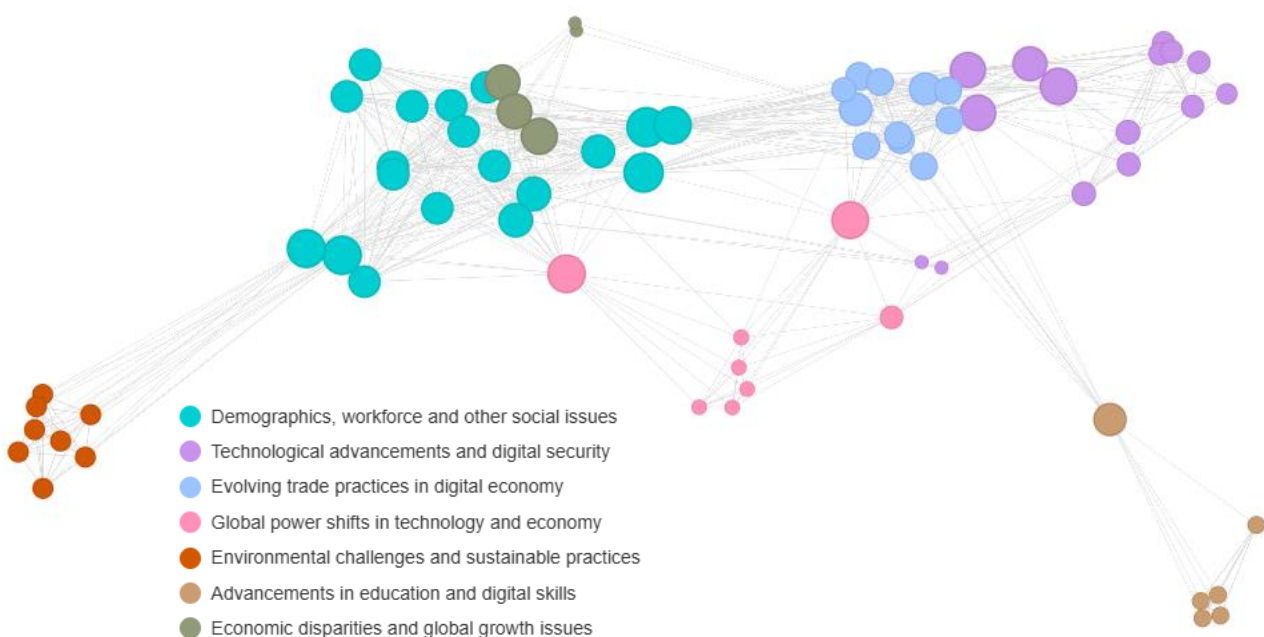 Demographics, workforce and other social issues
Technological advancements and digital security
Evolving trade practices in digital economy
Global power shifts in technology and economy
Environmental challenges and sustainable practices
Advancements in education and digital skills
Economic disparities and global growth issues